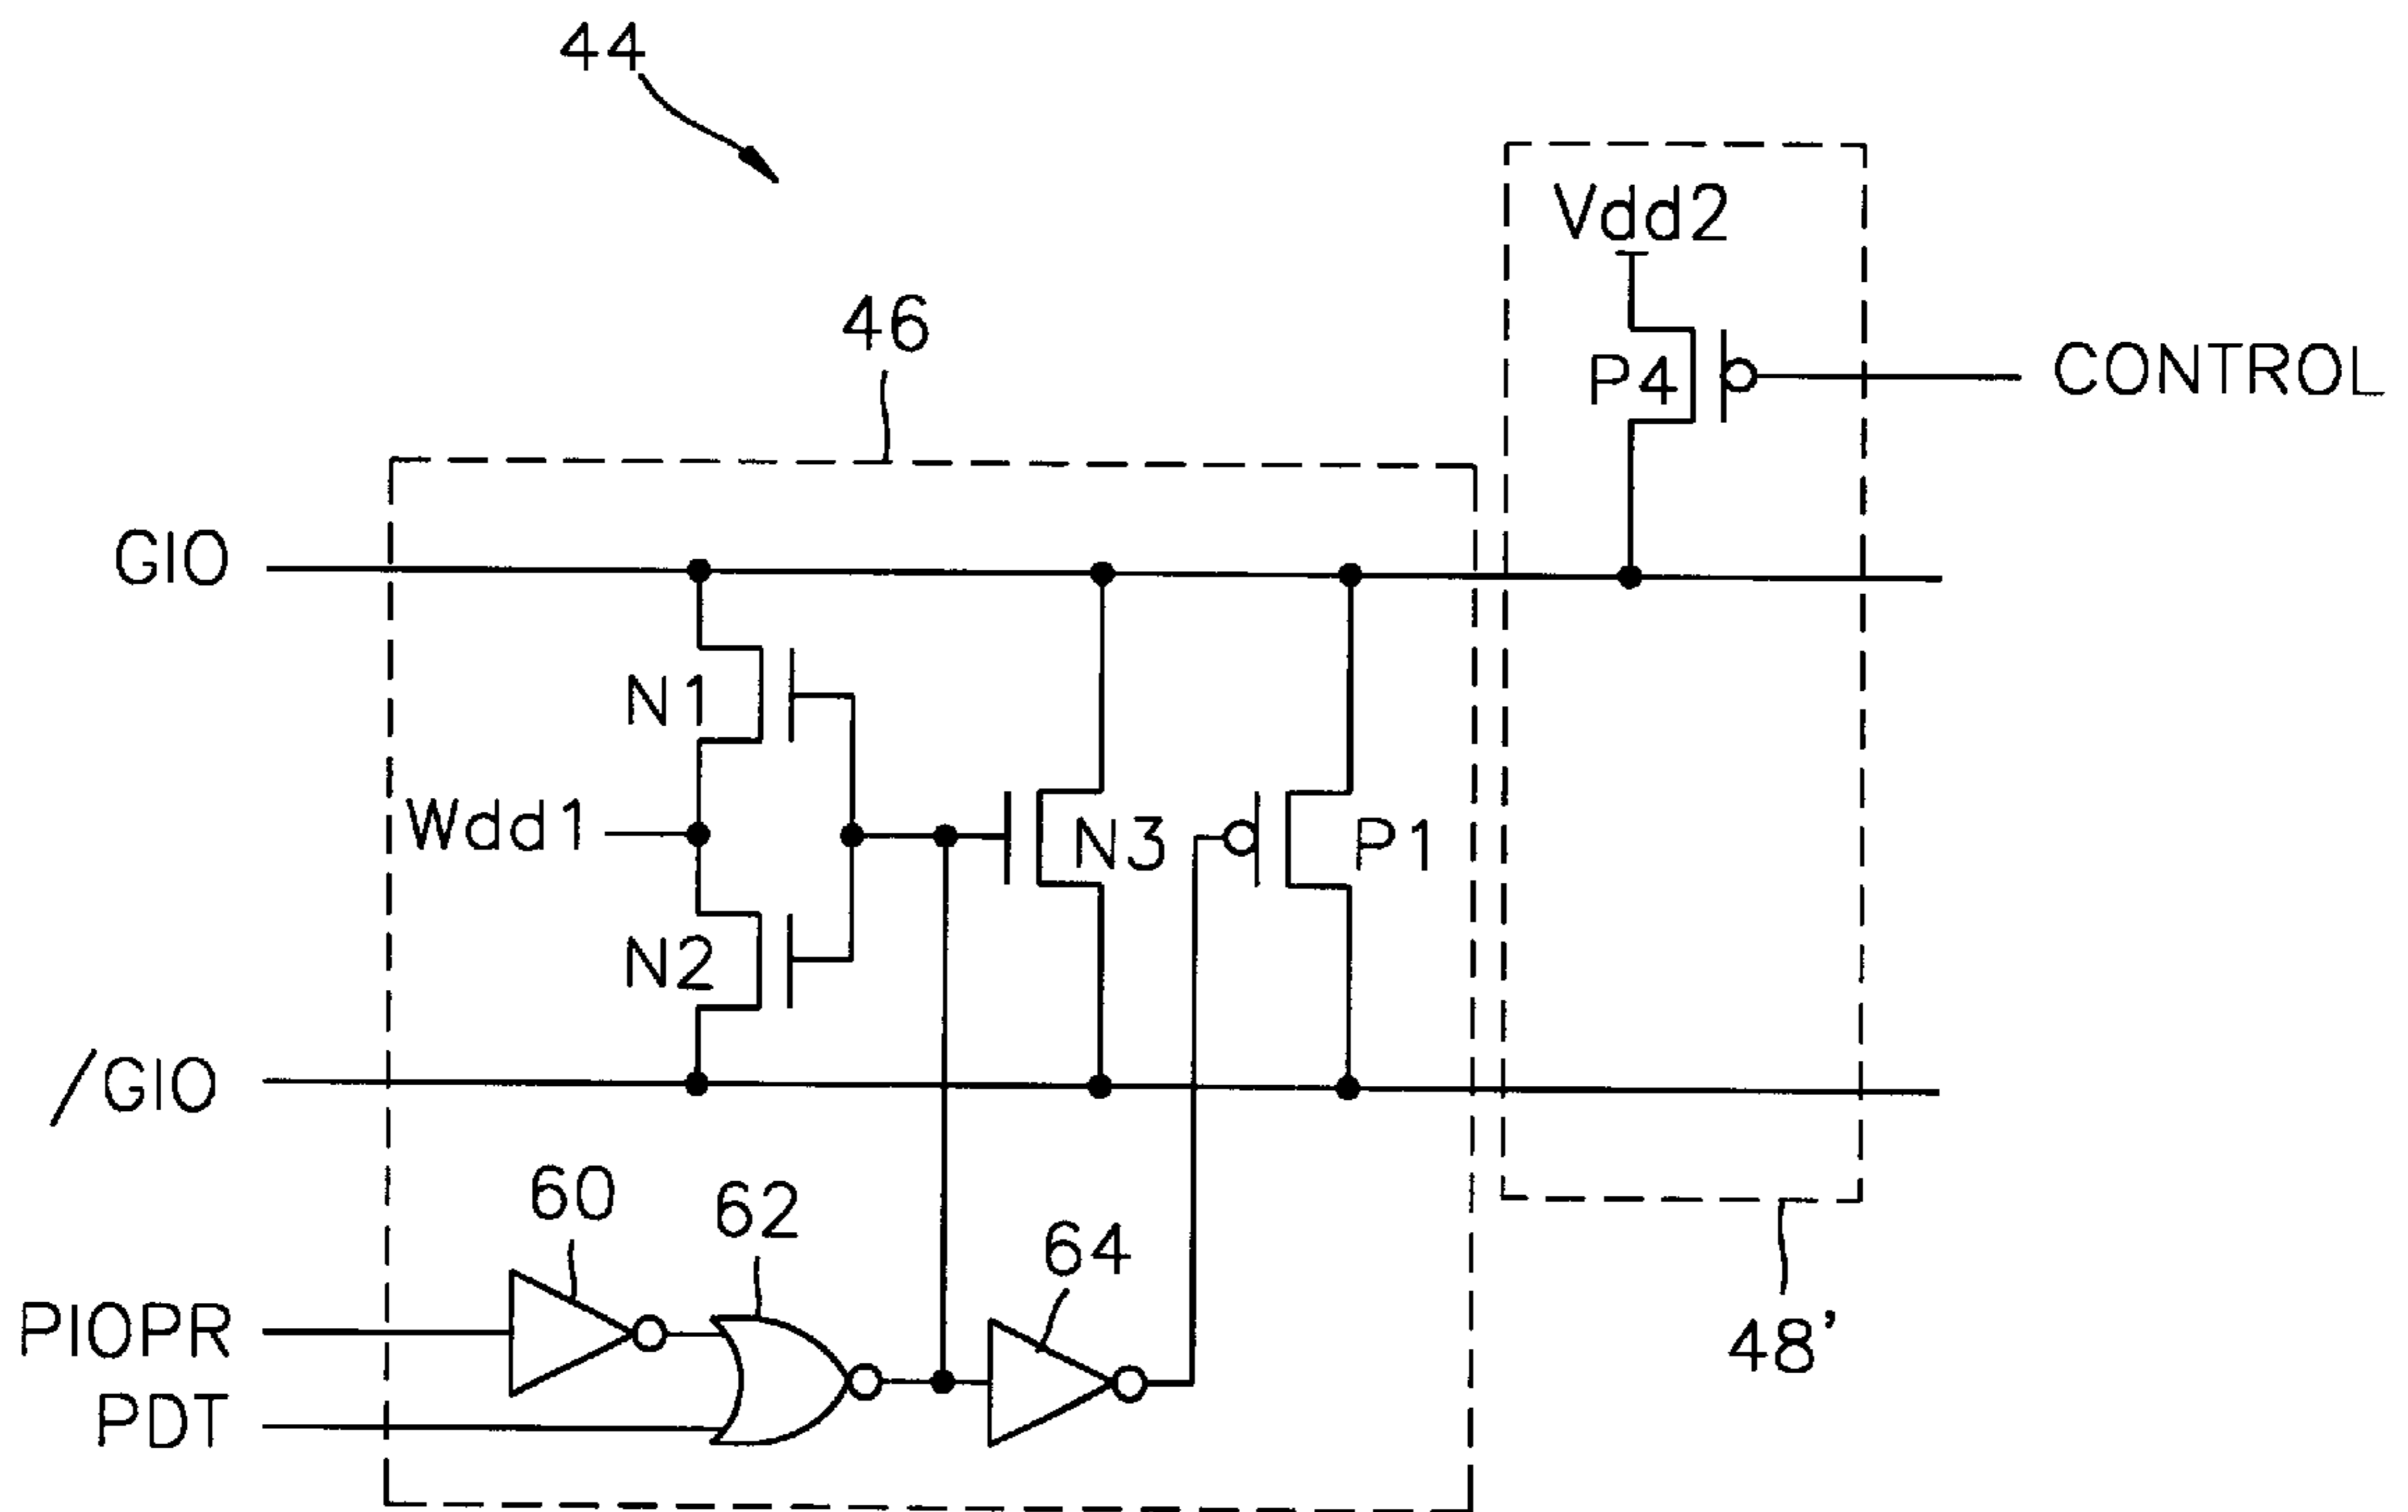 44
Vdd2
46
P4
CONTROL
GIO
N1
Wdd1
N3
P1
N2
/GIO
60
62
64
PIOPR
48'
PDT